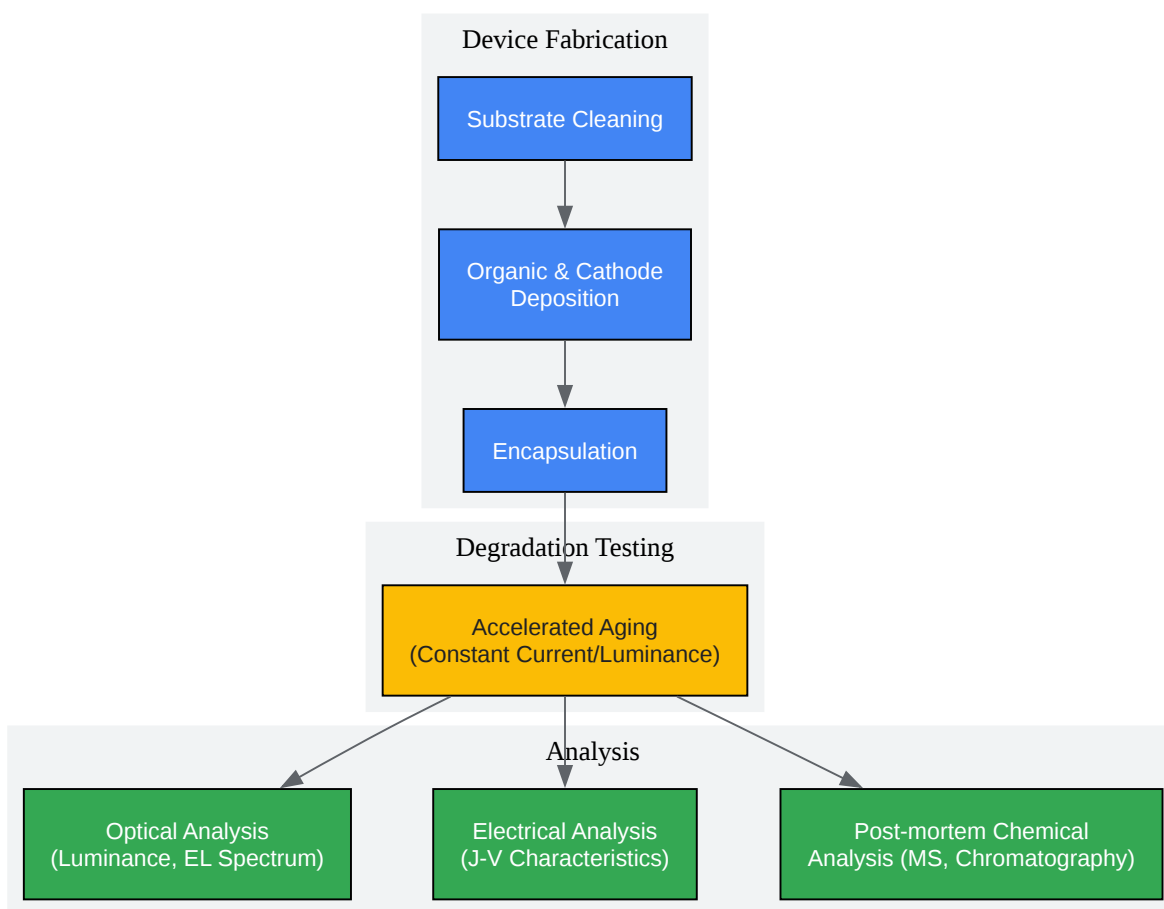 Device Fabrication
Substrate Cleaning
Organic & Cathode
Deposition
Encapsulation
Degradation Testing
Accelerated Aging
(Constant Current/Luminance)
Analysis
Optical Analysis
(Luminance, EL Spectrum)
Electrical Analysis
(J-V Characteristics)
Post-mortem Chemical
Analysis (MS, Chromatography)